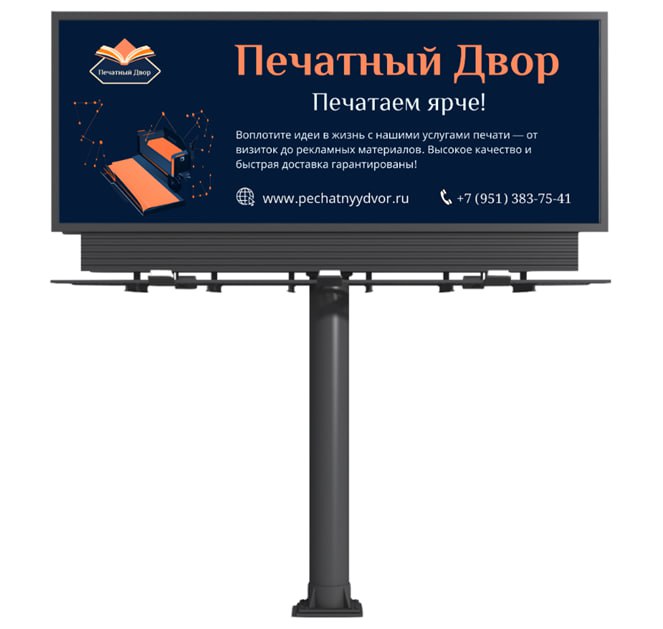 Печатный Двор
Печатный Двор
Печатаем ярче!
Воплотите идеи в жизнь с нашими услугами печати — от
визиток до рекламных материалов. Высокое качество и
быстрая доставка гарантированы!
www.pechatnyydvor.ru
+7 (951) 383-75-41